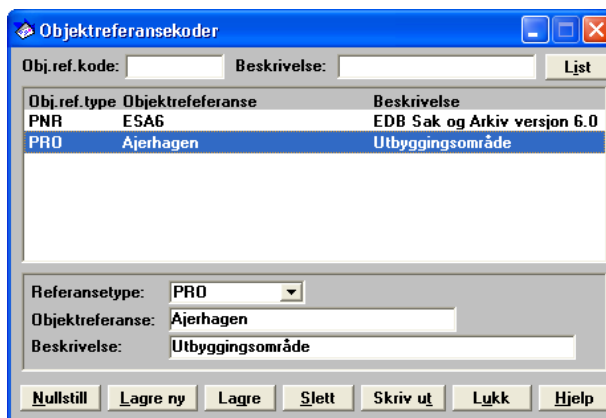 Objektreferansekoder
Obj.ref.kode: Beskrivelse: List
Obj.ref.type Objektrefeferanse Beskrivelse
PNR ESA6 EDB Sak og Arkiv versjon 6.0
PRO Ajerhagen Utbyggingsområde
Referansetype: PRO
Objektreferanse: Ajerhagen
Beskrivelse: Utbyggingsområde
Nullstill Lagre ny Lagre Slett Skriv ut Lukk Hjelp